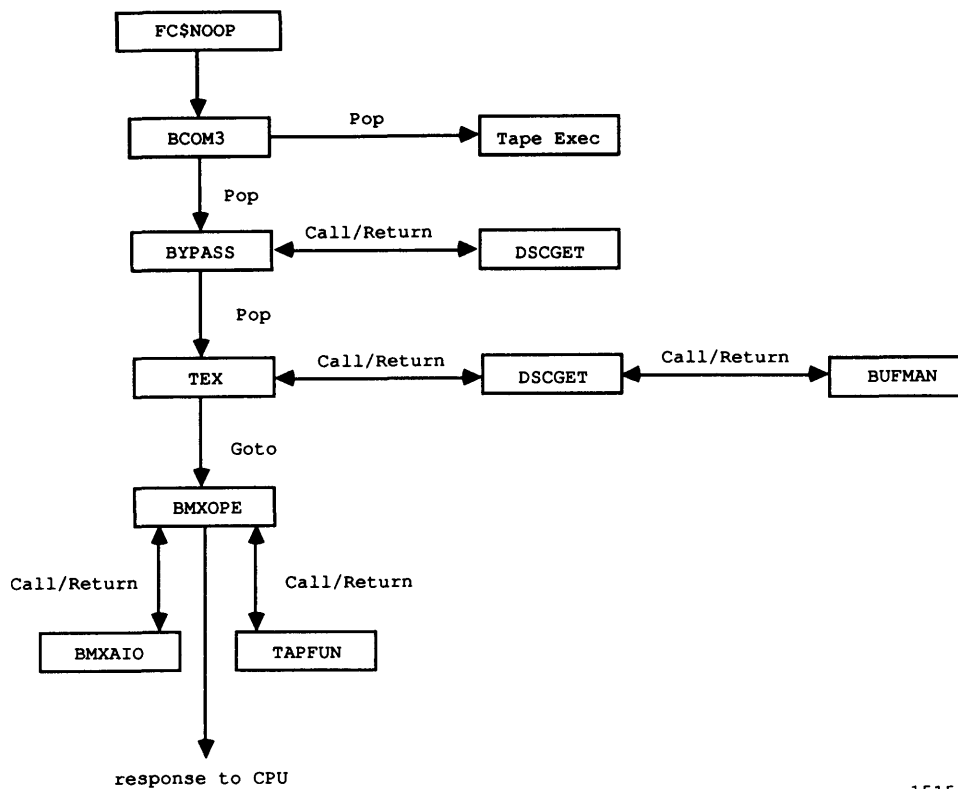 FC$NOOP
Pop
BCOM3
Tape Exec
Pop
Call/Return
BYPASS
DSCGET
Pop
Call/Return
Call/Return
TEX
DSCGET
BUFMAN
Goto
BMXOPE
Call/Return
Call/Return
BMXAIO
TAPFUN
response to CPU